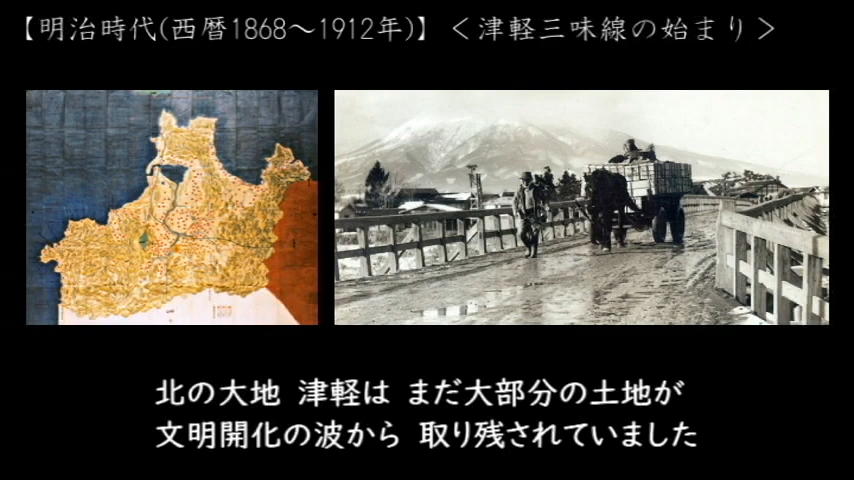 【明治時代(西暦1868～1912年)】＜津軽三味線の始まり＞
北の大地 津軽は まだ大部分の土地が
文明開化の波から 取り残されていました